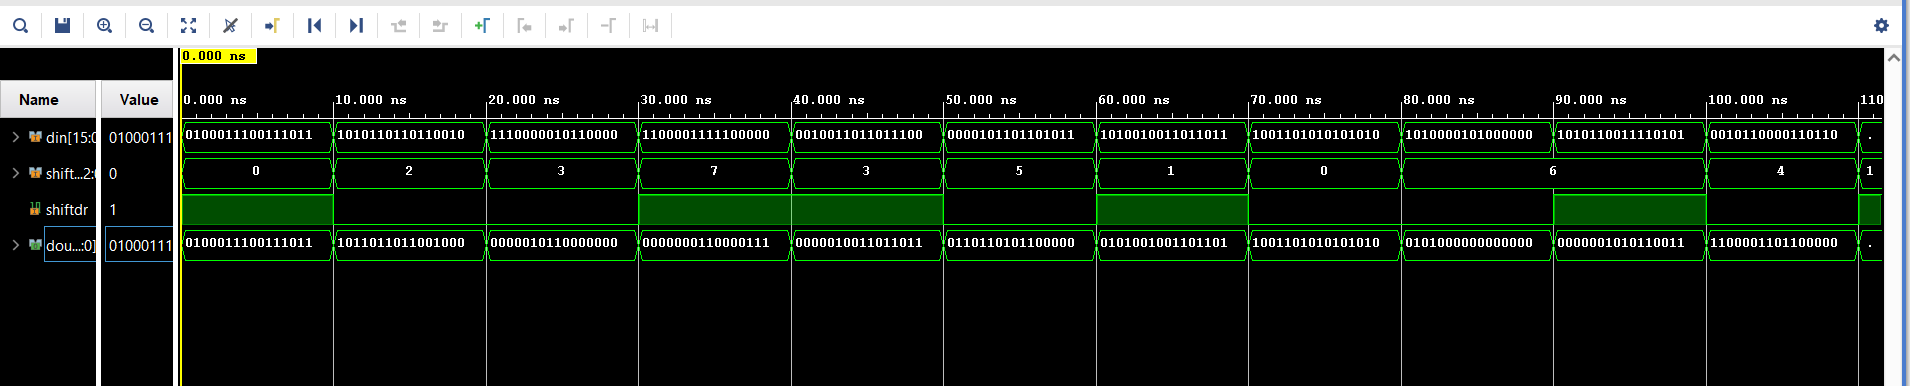 0.000 ns
Name Value 0.000 ns 10.000 ns 20.000 ns 30.000 ns 40.000 ns 50.000 ns 60.000 ns 70.000 ns 80.000 ns 90.000 ns 100.000 ns 110
din[15:0 01000111 0100011100111011 1010110110110010 1110000010110000 1100001111100000 0010011011011100 0000101101101011 1010010011011011 1001101010101010 1010000101000000 1010110011110101 0010110000110110 .
shift...2:0 0 0 2 3 7 3 5 1 0 6 4 1
shiftdr 1
dou...:0] 01000111 0100011100111011 1011011011001000 0000010110000000 0000000110000111 0000010011011011 0110110101100000 0101001001101101 1001101010101010 0101000000000000 0000001010110011 1100001101100000 .